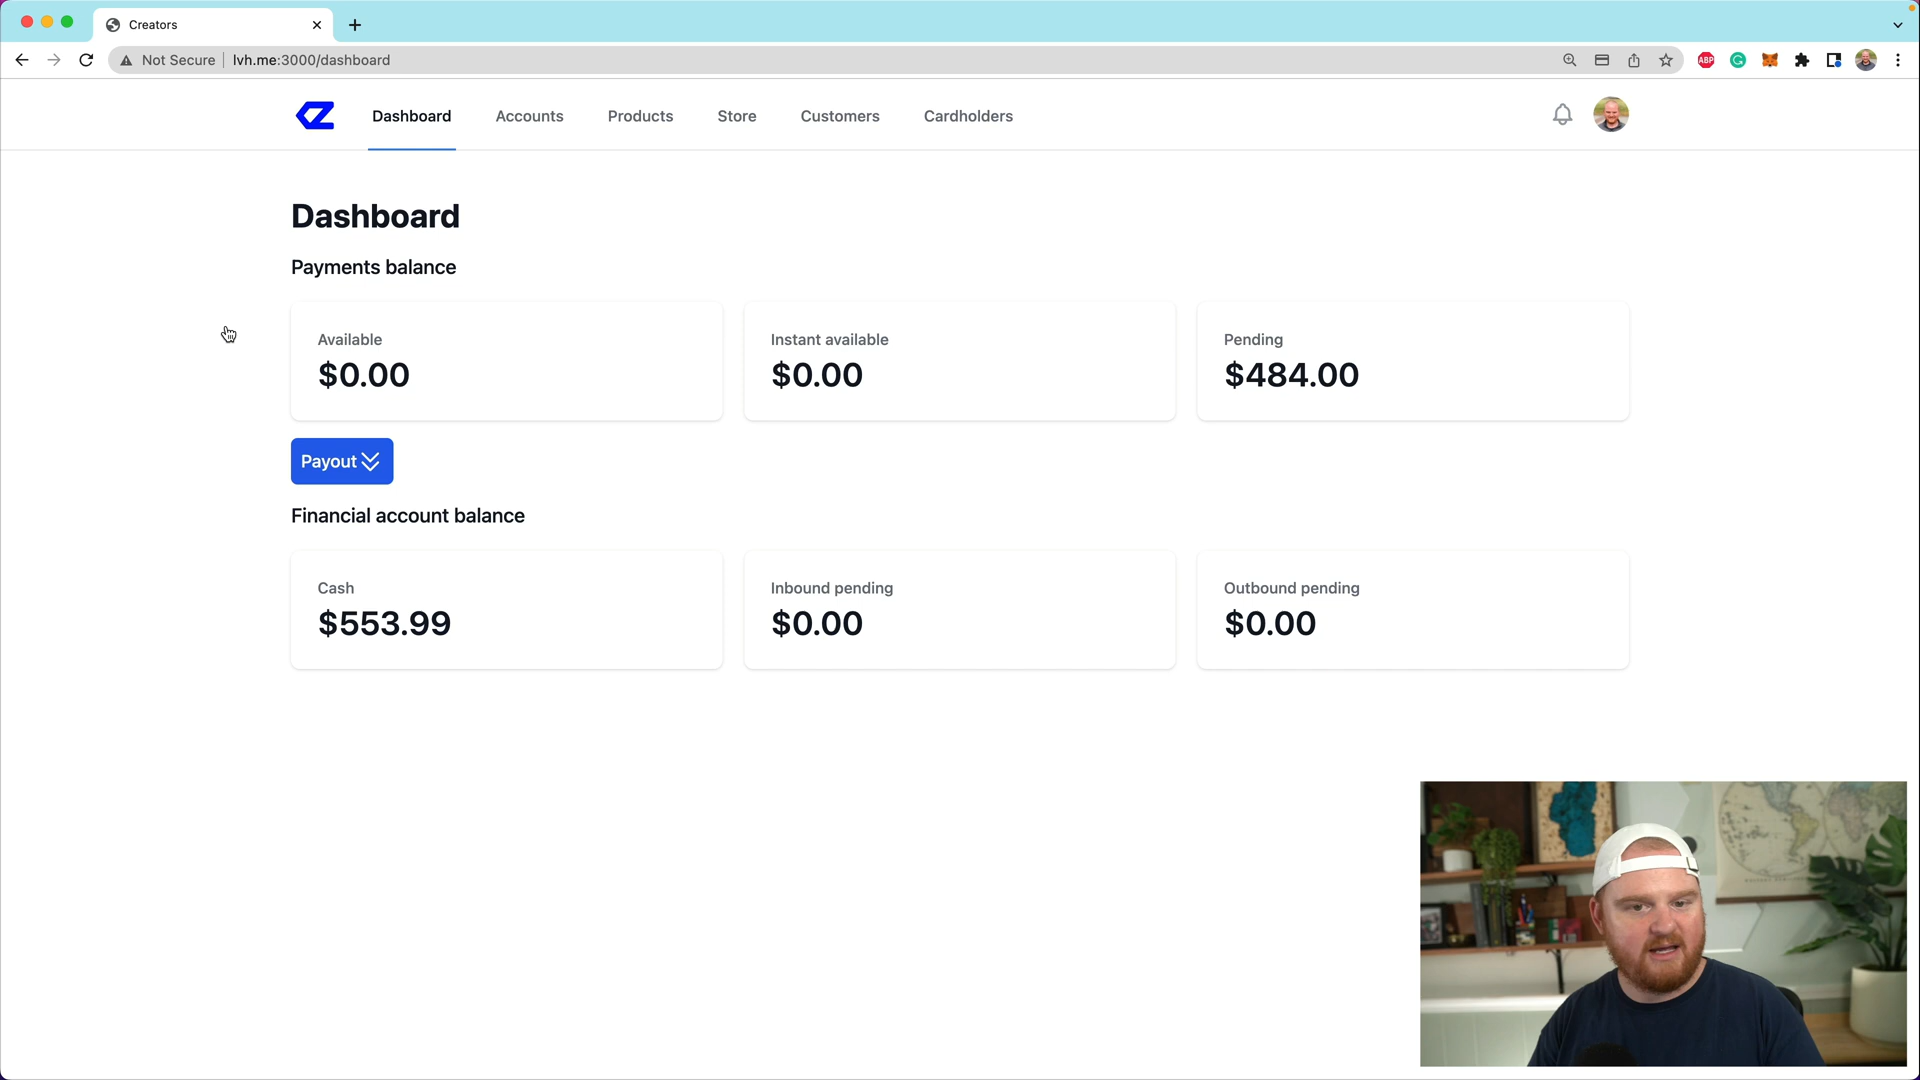 Creators
Not Secure lvh.me:3000/dashboard
ABP
Dashboard Accounts Products Store Customers Cardholders
Dashboard
Payments balance
Available Instant available Pending
$0.00 $0.00 $484.00
Payout
Financial account balance
Cash Inbound pending Outbound pending
$553.99 $0.00 $0.00